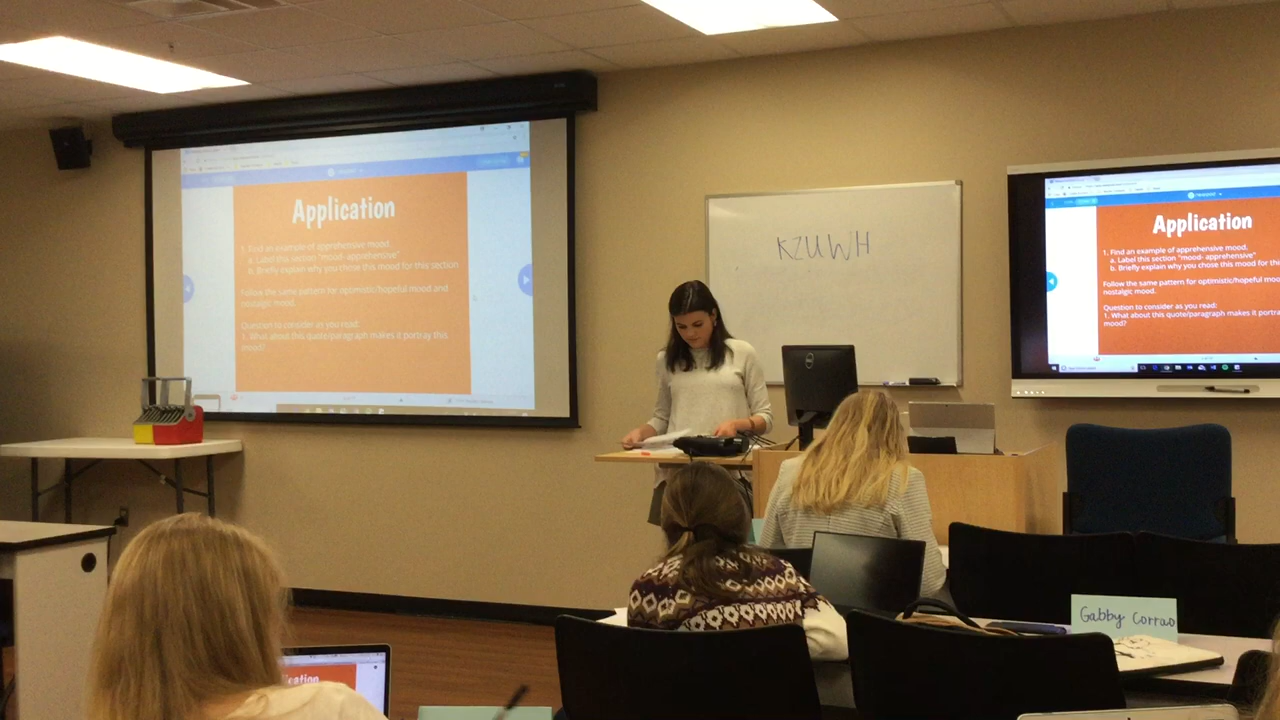 Application
1. Find an example of apprehensive mood.
a. Label this section "mood- apprehensive"
b. Briefly explain why you chose this mood for this section
Follow the same pattern for optimistic/hopeful mood and
nostalgic mood.
Question to consider as you read:
1. What about this quote/paragraph makes it portray this
mood?
KZUWH
Application
1. Find an example of apprehensive mood.
a. Label this section "mood- apprehensive"
b. Briefly explain why you chose this mood for this
Follow the same pattern for optimistic/hopeful
nostalgic mood.
Question to consider as you read:
1. What about this quote/paragraph makes it
mood?
Gabby Corrao